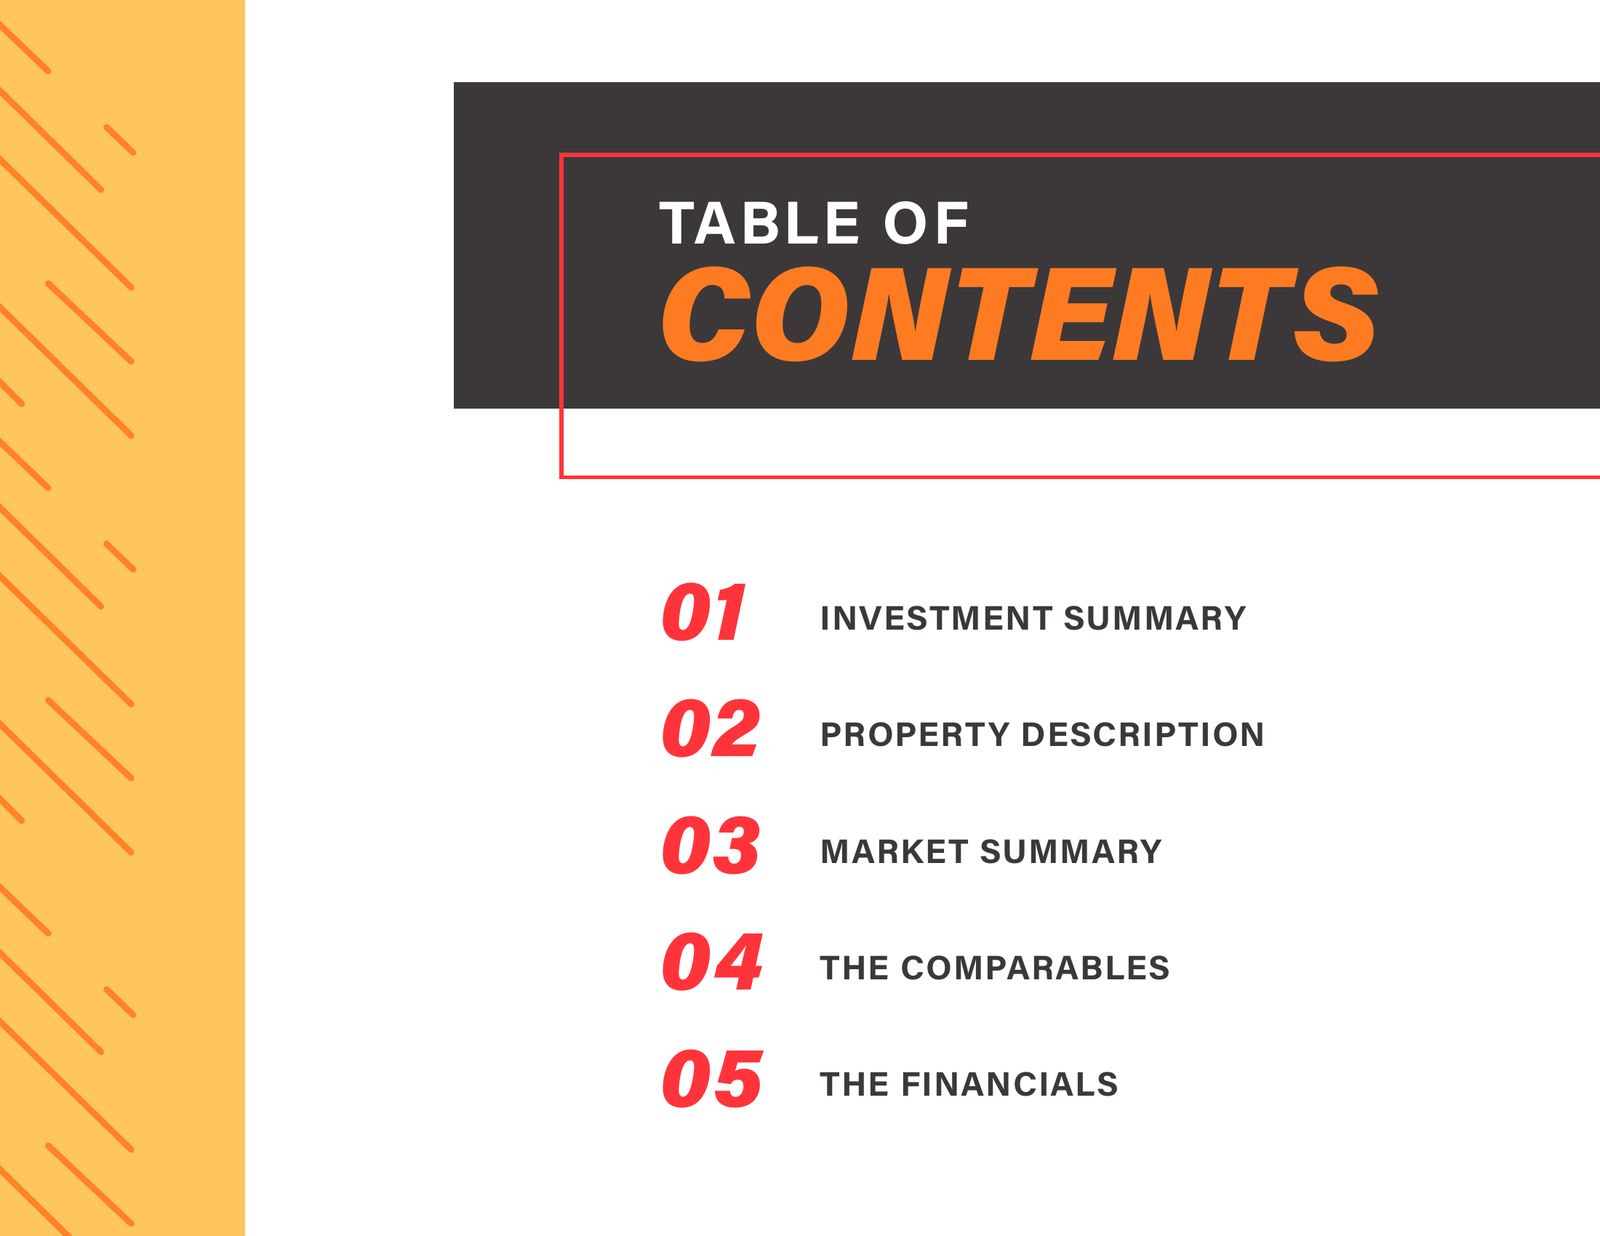 TABLE OF
CONTENTS
01 INVESTMENT SUMMARY
02 PROPERTY DESCRIPTION
03 MARKET SUMMARY
04 THE COMPARABLES
05 THE FINANCIALS